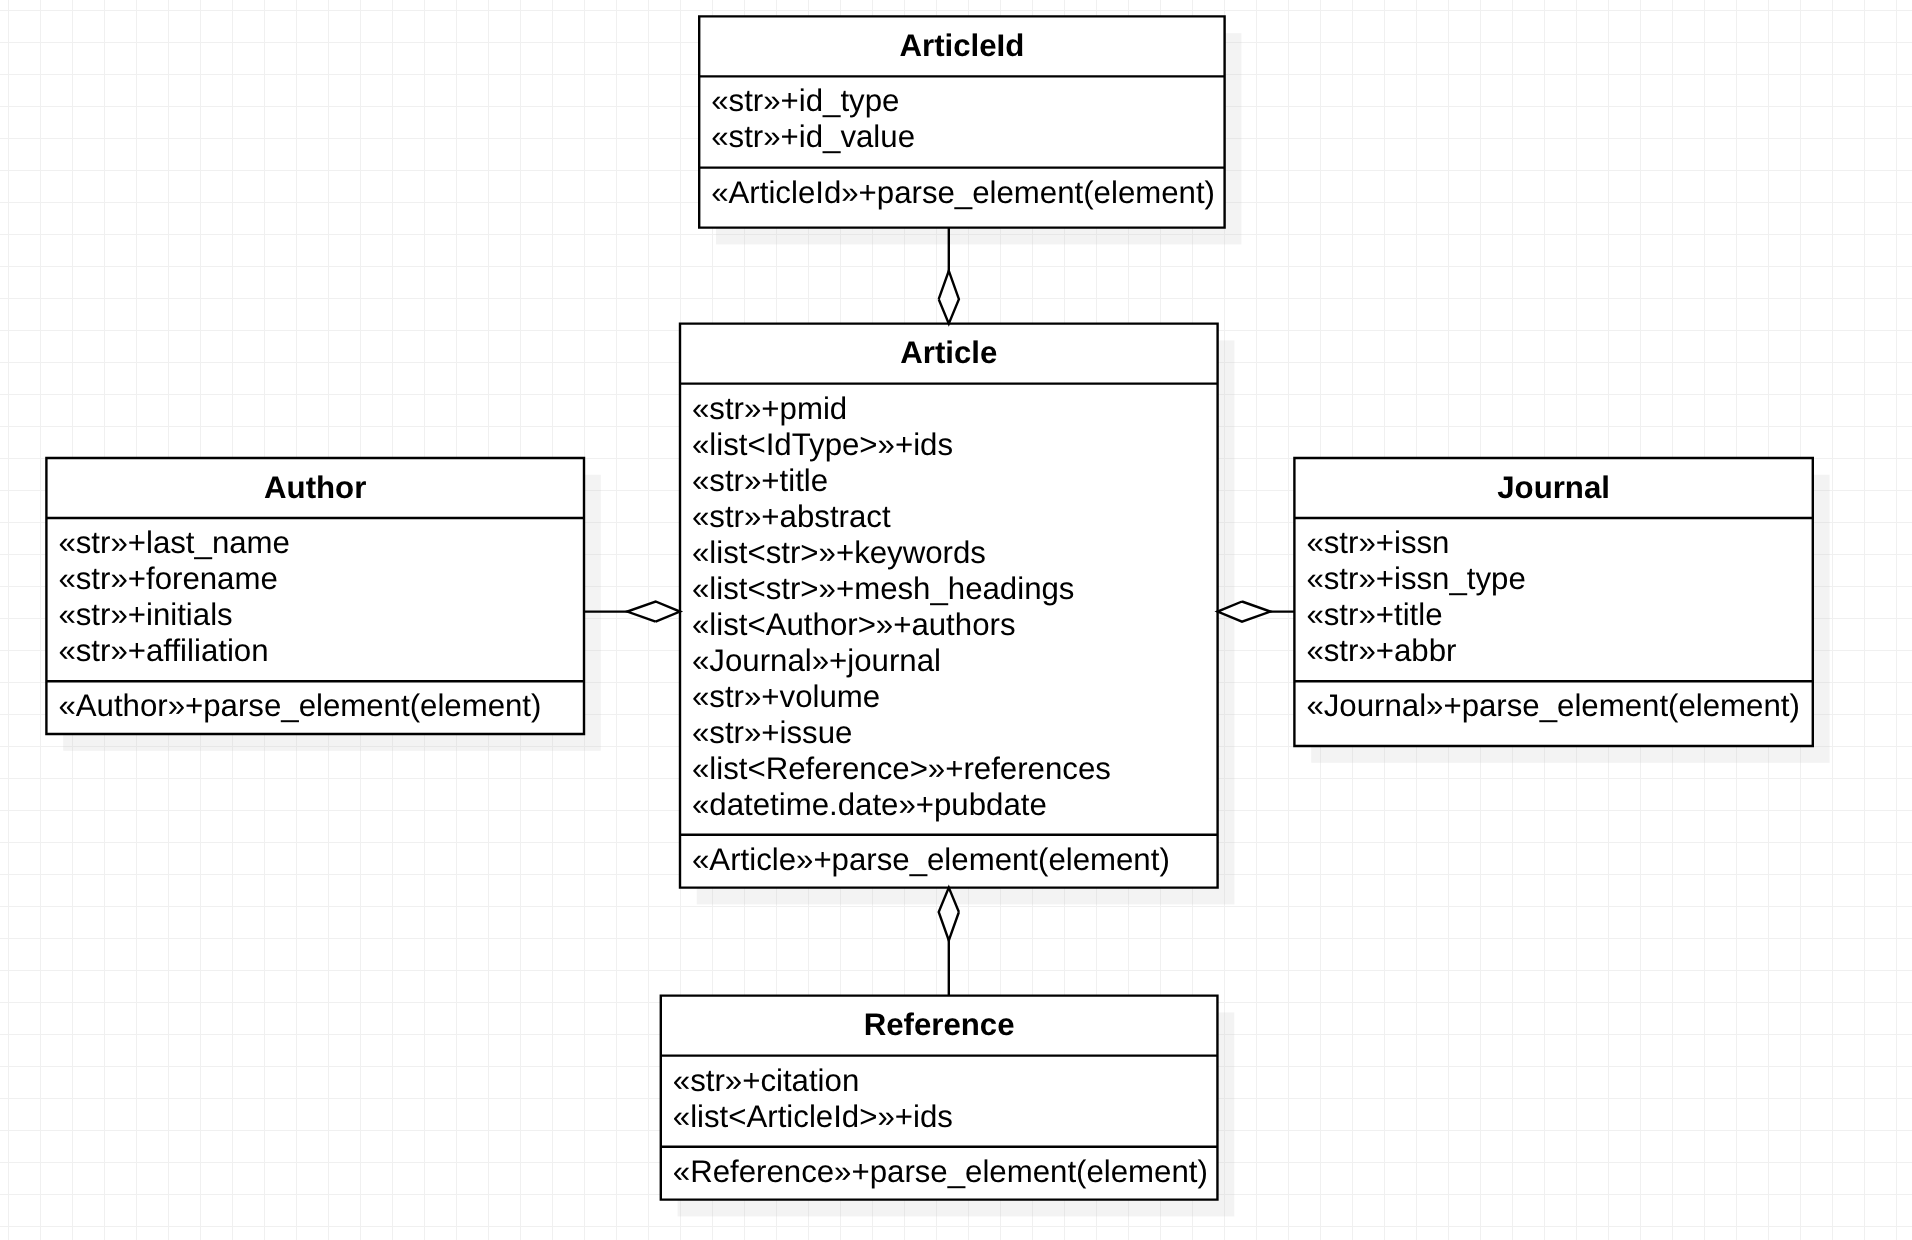 ArticleId
«str»+id_type
«str»+id_value
«ArticleId»+parse_element(element)
Article
«str»+pmid
«list<IdType>»+ids
«str»+title
«str»+abstract
«list<str>»+keywords
«list<str>»+mesh_headings
«list<Author>»+authors
«Journal»+journal
«str»+volume
«str»+issue
«list<Reference>»+references
«datetime.date»+pubdate
«Article»+parse_element(element)
Author
«str»+last_name
«str»+forename
«str»+initials
«str»+affiliation
«Author»+parse_element(element)
Journal
«str»+issn
«str»+issn_type
«str»+title
«str»+abbr
«Journal»+parse_element(element)
Reference
«str»+citation
«list<ArticleId>»+ids
«Reference»+parse_element(element)